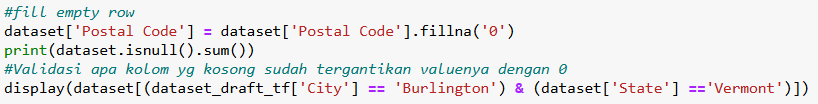 #fill empty row
dataset['Postal Code'] = dataset['Postal Code'].fillna('0')
print(dataset.isnull().sum())
#Validasi apa kolom yg kosong sudah tergantikan valuenya dengan 0
display(dataset[(dataset_draft_tf['City'] == 'Burlington') & (dataset['State'] =='Vermont')])